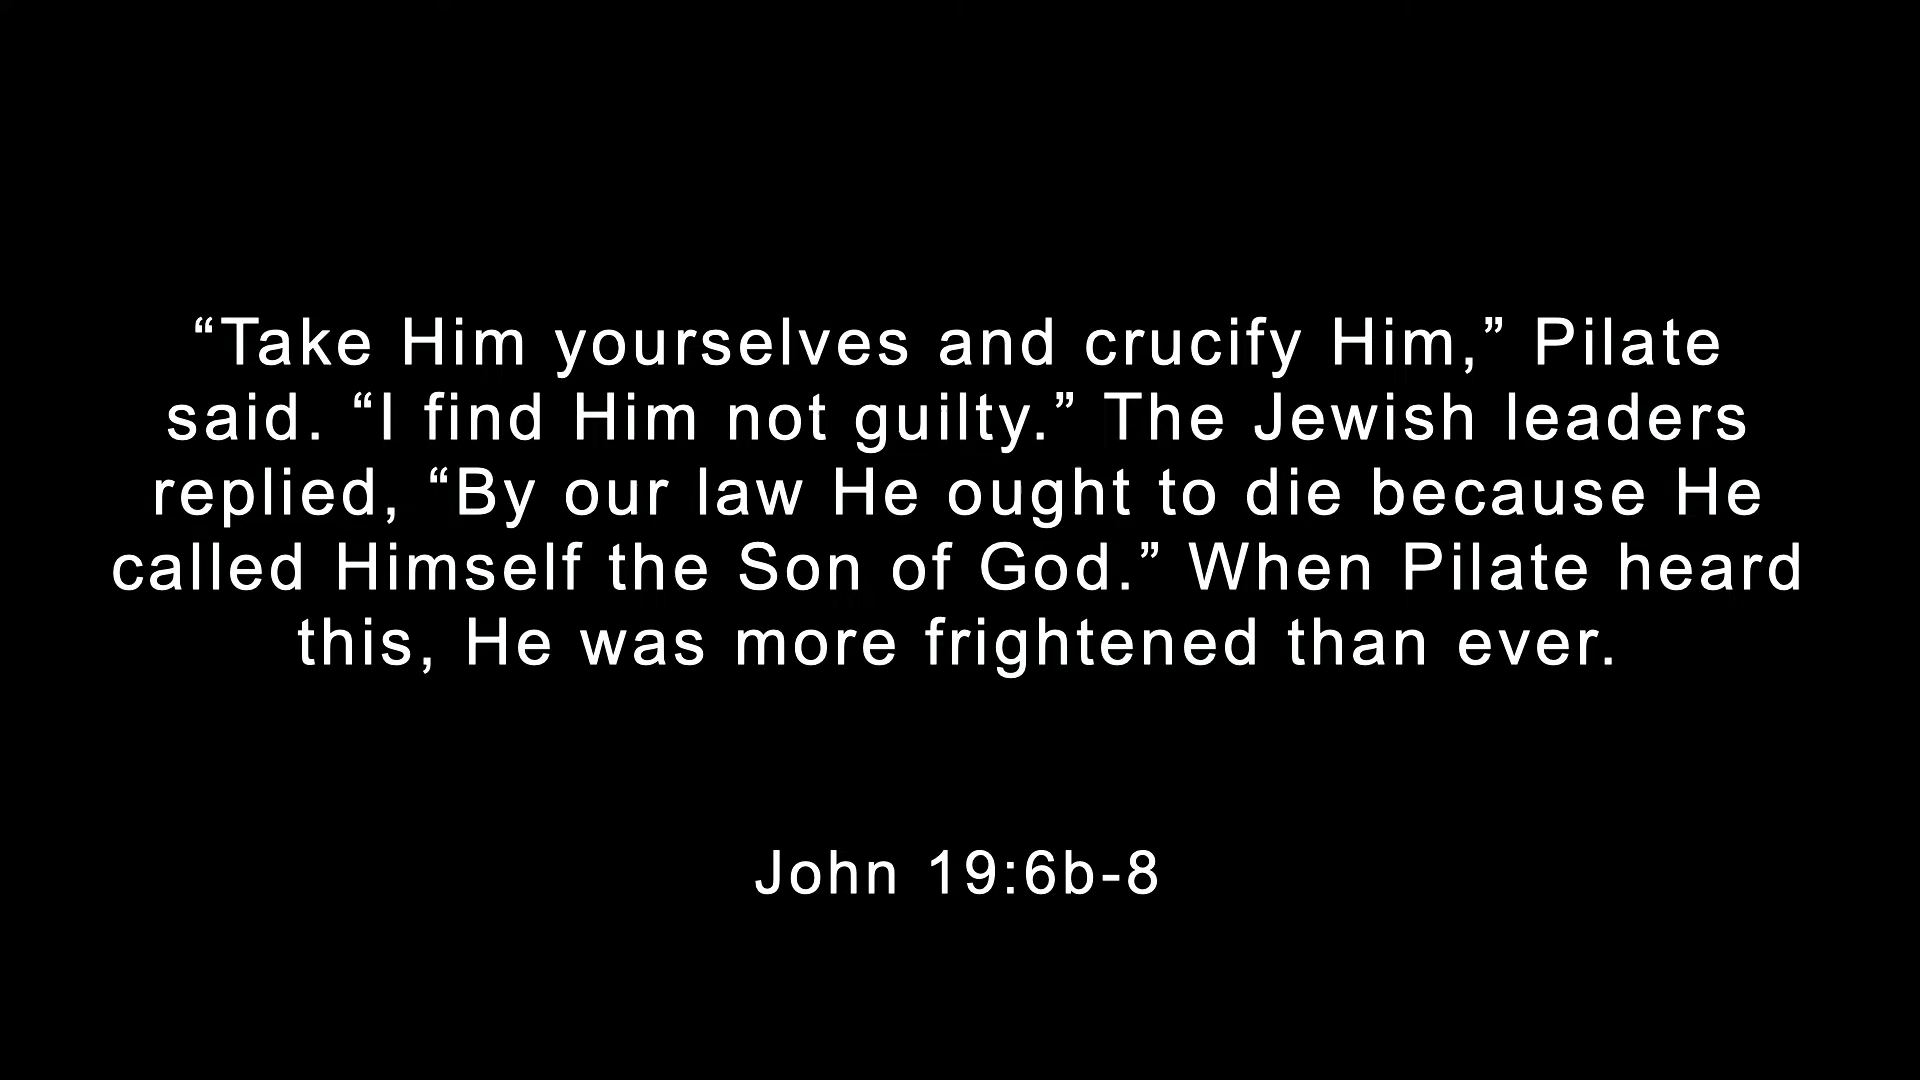 “Take Him yourselves and crucify Him,” Pilate
said. “I find Him not guilty.” The Jewish leaders
replied, “By our law He ought to die because He
called Himself the Son of God.” When Pilate heard
this, He was more frightened than ever.
John 19:6b-8